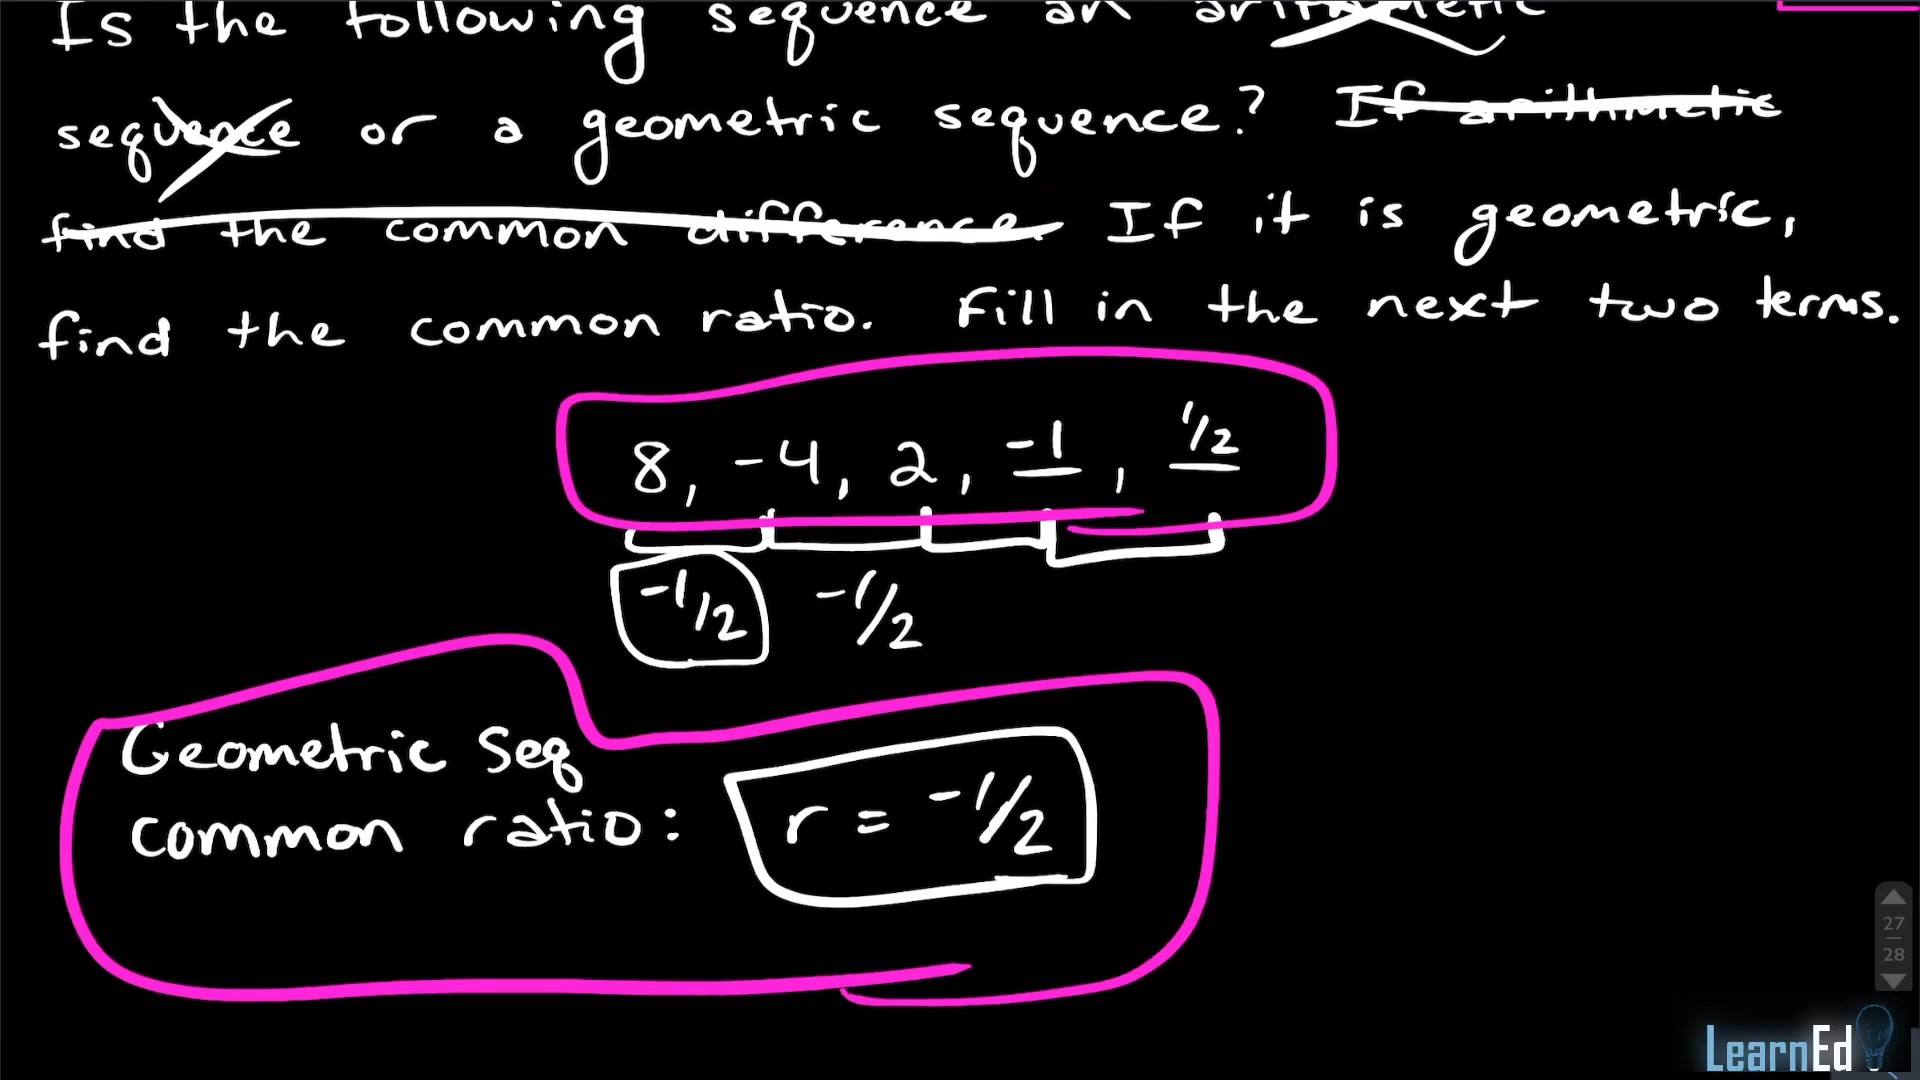 Is the following sequence an arithmetic
sequence or a geometric sequence? If arithmetic
find the common difference. If it is geometric,
find the common ratio. Fill in the next two terms.
8, -4, 2, -1, 1/2
-1/2 -1/2
Geometric Seq
common ratio: r = -1/2
27
28
LearnEd